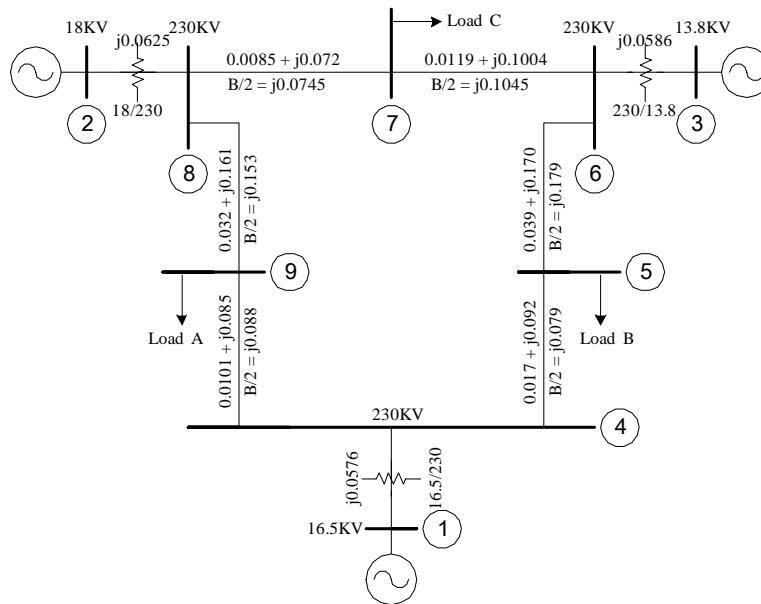 Load C
18KV
j0.0625
230KV
0.0085 + j0.072
B/2 = j0.0745
0.0119 + j0.1004
B/2 = j0.1045
230KV
j0.0586
13.8KV
18/230
230/13.8
2
7
3
8
6
0.032 + j0.161
B/2 = j0.153
0.039 + j0.170
B/2 = j0.179
9
5
Load A
Load B
0.0101 + j0.085
B/2 = j0.088
0.017 + j0.092
B/2 = j0.079
230KV
4
j0.0576
16.5/230
16.5KV
1